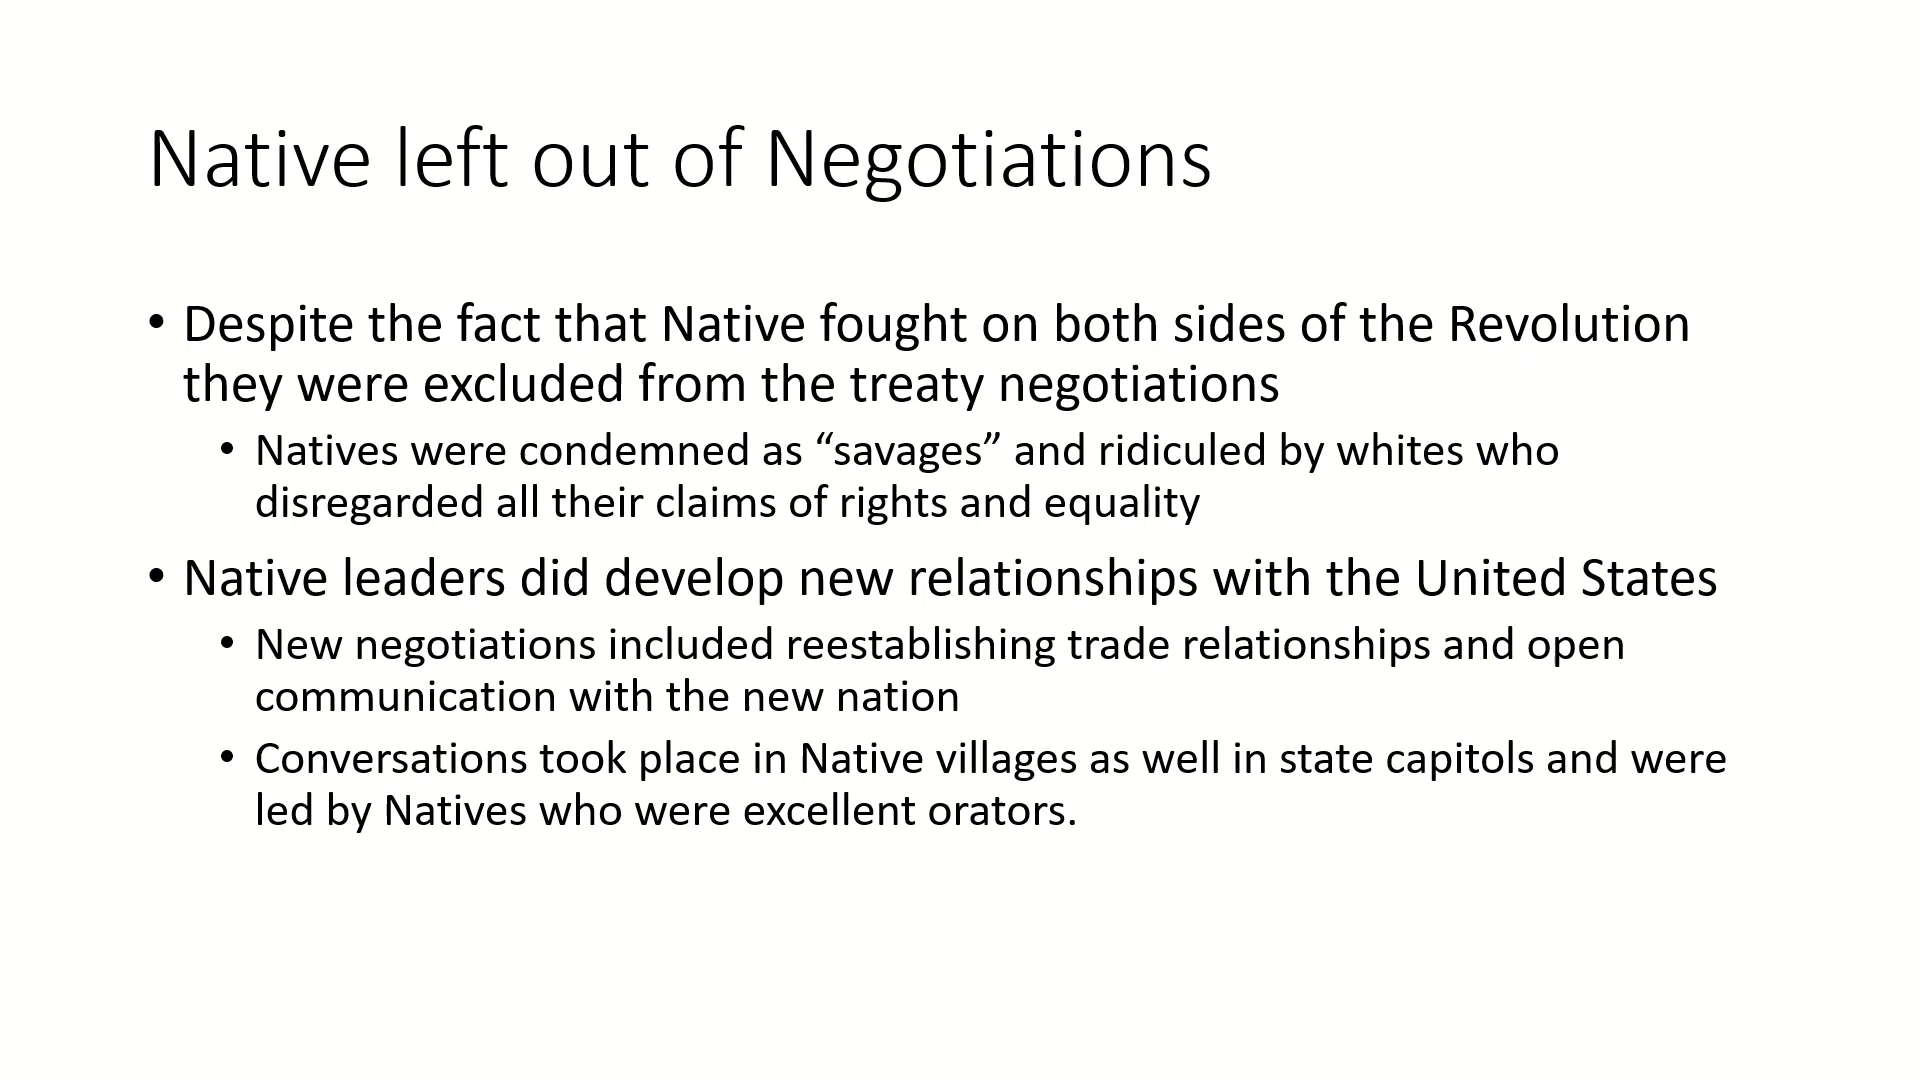 Native left out of Negotiations
• Despite the fact that Native fought on both sides of the Revolution
they were excluded from the treaty negotiations
• Natives were condemned as “savages” and ridiculed by whites who
disregarded all their claims of rights and equality
• Native leaders did develop new relationships with the United States
• New negotiations included reestablishing trade relationships and open
communication with the new nation
• Conversations took place in Native villages as well in state capitols and were
led by Natives who were excellent orators.